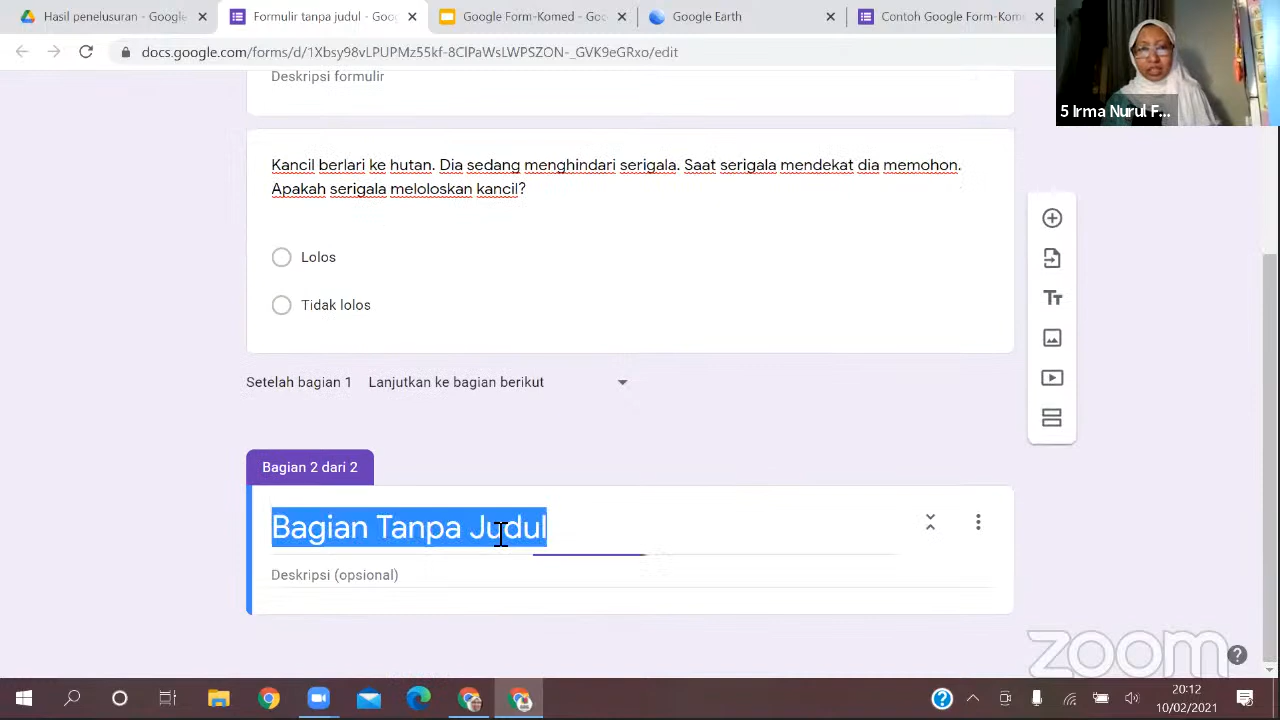 Hasil penelusuran - Google
Formulir tanpa judul - Google
Google Form-Komed - Goo
Google Earth
Contoh Google Form-Kom
docs.google.com/forms/d/1Xbsy98vLPUPMz55kf-8ClPaWsLWPSZON-_GVK9eGRxo/edit
5 Irma Nurul F...
Deskripsi formulir
Kancil berlari ke hutan. Dia sedang menghindari serigala. Saat serigala mendekat dia memohon.
Apakah serigala meloloskan kancil?
Lolos
Tidak lolos
Setelah bagian 1 Lanjutkan ke bagian berikut
Bagian 2 dari 2
Bagian Tanpa Judul
Deskripsi (opsional)
zoom
20:12
10/02/2021